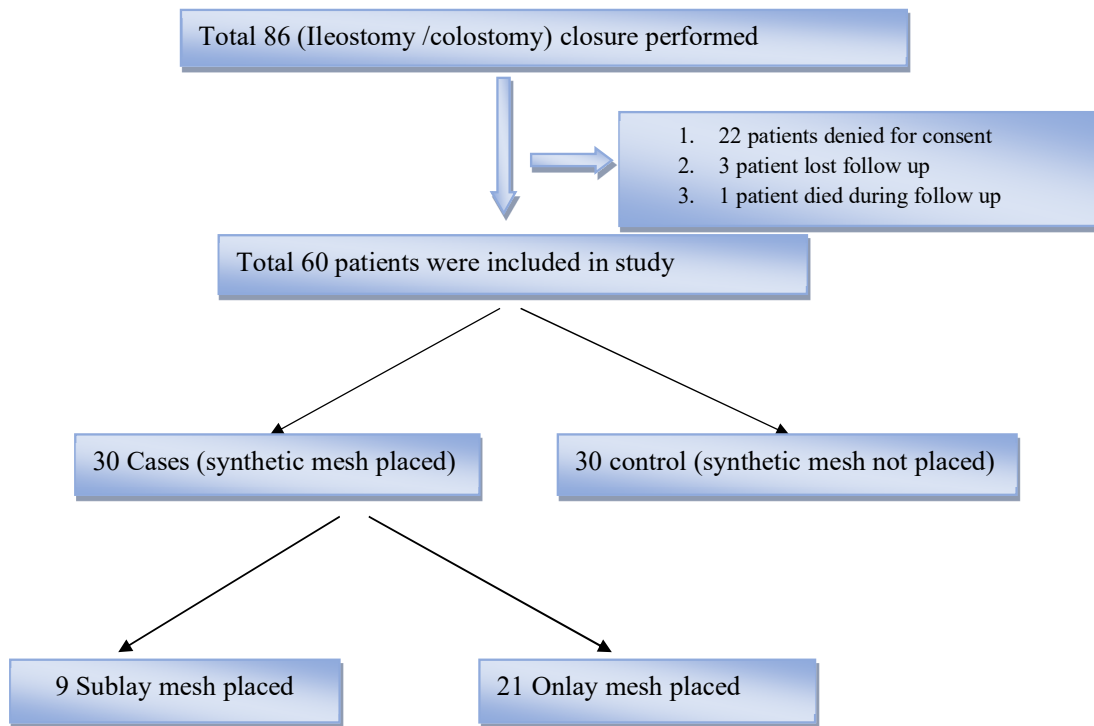 Total 86 (Ileostomy /colostomy) closure performed
1. 22 patients denied for consent
2. 3 patient lost follow up
3. 1 patient died during follow up
Total 60 patients were included in study
30 Cases (synthetic mesh placed)
30 control (synthetic mesh not placed)
9 Sublay mesh placed
21 Onlay mesh placed